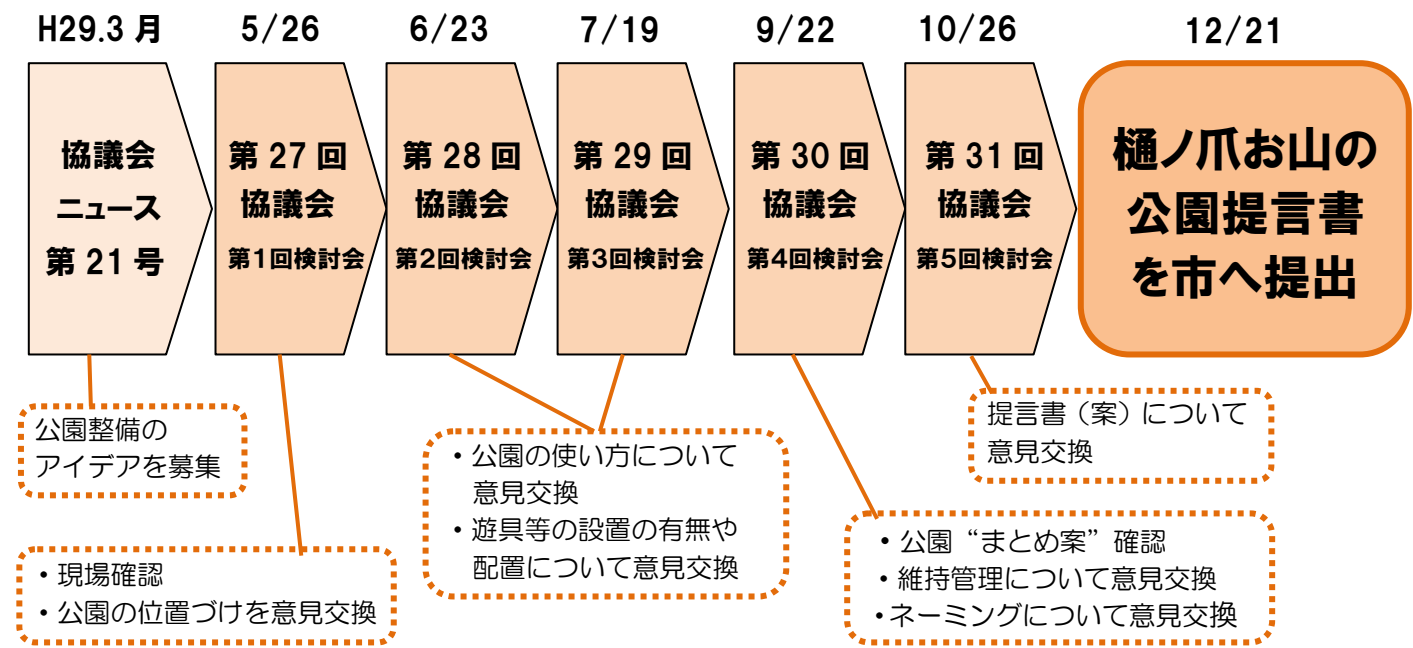 H29.3 月
5/26
6/23
7/19
9/22
10/26
12/21
協議会
ニュース
第 21 号
第 27 回
協議会
第1回検討会
第 28 回
協議会
第2回検討会
第 29 回
協議会
第3回検討会
第 30 回
協議会
第4回検討会
第 31 回
協議会
第5回検討会
樋ノ爪お山の
公園提言書
を市へ提出
公園整備の
アイデアを募集
・現場確認
・公園の位置づけを意見交換
・公園の使い方について
意見交換
・遊具等の設置の有無や
配置について意見交換
・公園“まとめ案”確認
・維持管理について意見交換
・ネーミングについて意見交換
提言書（案）について
意見交換